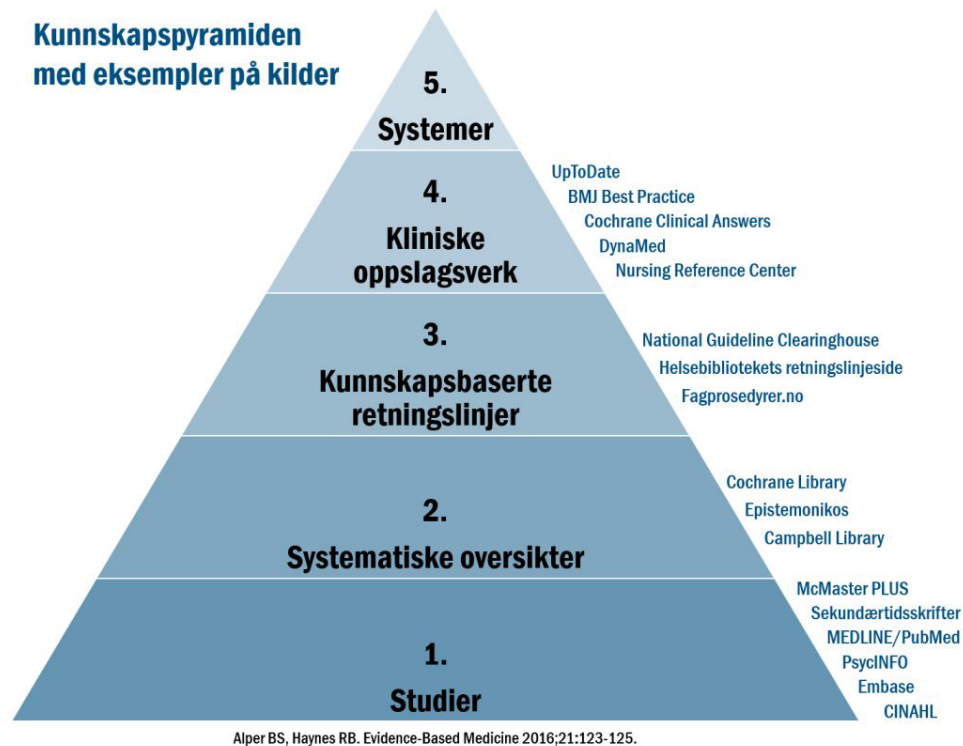 Kunnskapspyramiden
med eksempler på kilder
5.
Systemer
UpToDate
BMJ Best Practice
Cochrane Clinical Answers
DynaMed
Nursing Reference Center
4.
Kliniske
oppslagsverk
National Guideline Clearinghouse
Helsebibliotekets retningslinjeside
Fagprosedyrer.no
3.
Kunnskapsbaserte
retningslinjer
Cochrane Library
Epistemonikos
Campbell Library
2.
Systematiske oversikter
McMaster PLUS
Sekundærtidsskrifter
MEDLINE/PubMed
PsycINFO
Embase
CINAHL
1.
Studier
Alper BS, Haynes RB. Evidence-Based Medicine 2016;21:123-125.